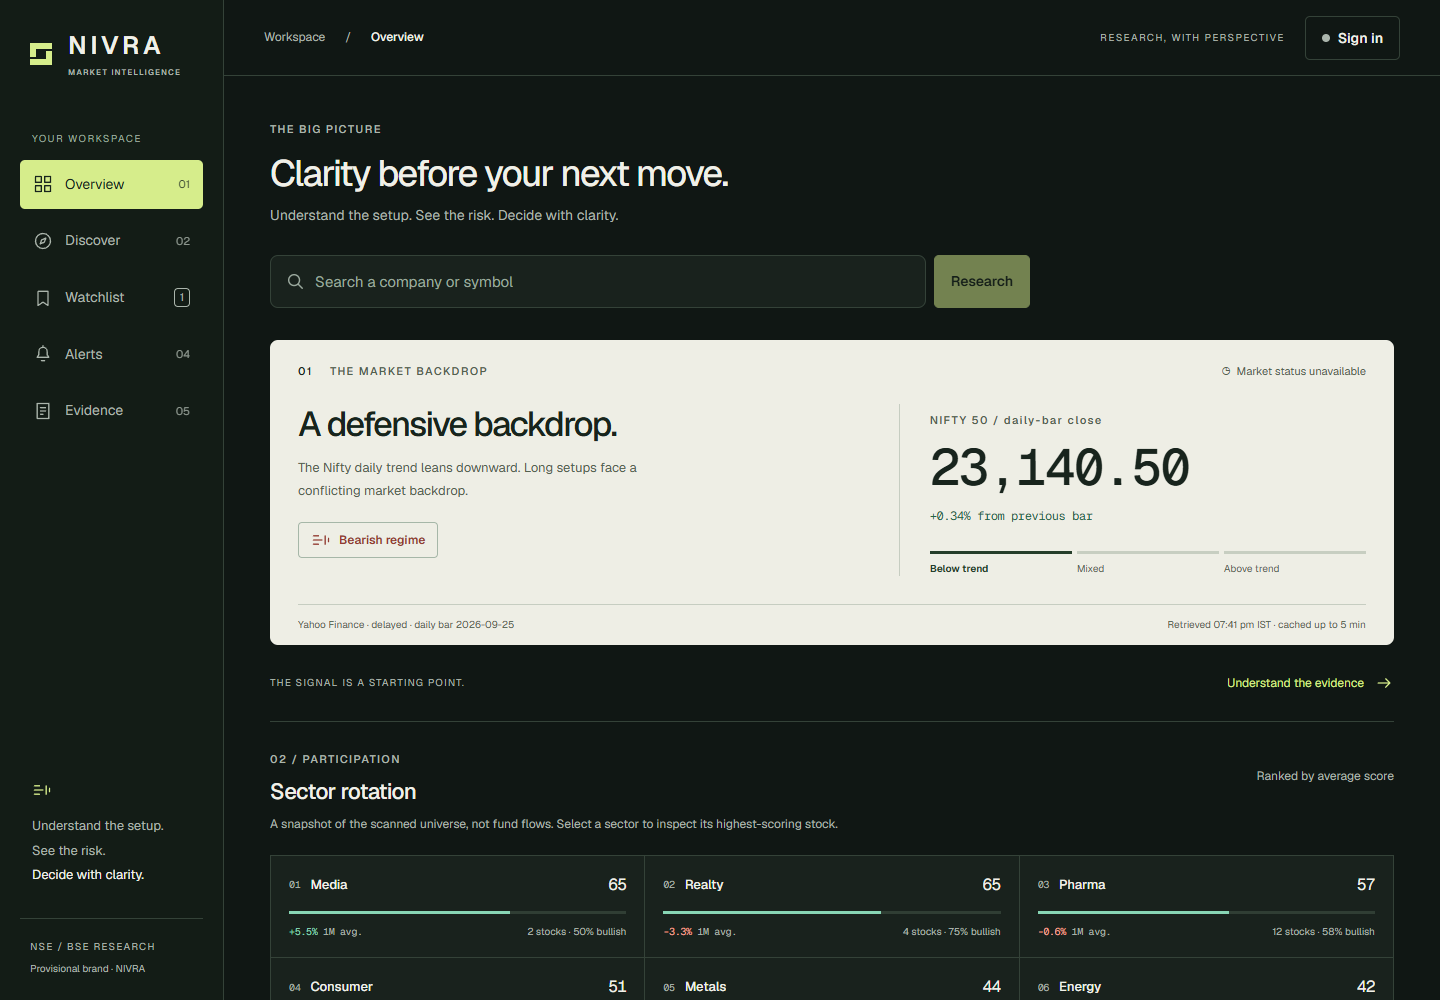 NIVRA
MARKET INTELLIGENCE
YOUR WORKSPACE
Overview 01
Discover 02
Watchlist 1
Alerts 04
Evidence 05
Understand the setup.
See the risk.
Decide with clarity.
NSE / BSE RESEARCH
Provisional brand · NIVRA
Workspace / Overview
RESEARCH, WITH PERSPECTIVE
Sign in
THE BIG PICTURE
Clarity before your next move.
Understand the setup. See the risk. Decide with clarity.
Search a company or symbol
Research
01 THE MARKET BACKDROP
Market status unavailable
A defensive backdrop.
The Nifty daily trend leans downward. Long setups face a
conflicting market backdrop.
Bearish regime
NIFTY 50 / daily-bar close
23,140.50
+0.34% from previous bar
Below trend
Mixed
Above trend
Yahoo Finance · delayed · daily bar 2026-09-25
Retrieved 07:41 pm IST · cached up to 5 min
THE SIGNAL IS A STARTING POINT.
Understand the evidence →
02 / PARTICIPATION
Sector rotation
A snapshot of the scanned universe, not fund flows. Select a sector to inspect its highest-scoring stock.
Ranked by average score
01 Media 65
+5.5% 1M avg. 2 stocks · 50% bullish
02 Realty 65
-3.3% 1M avg. 4 stocks · 75% bullish
03 Pharma 57
-0.6% 1M avg. 12 stocks · 58% bullish
04 Consumer 51
05 Metals 44
06 Energy 42